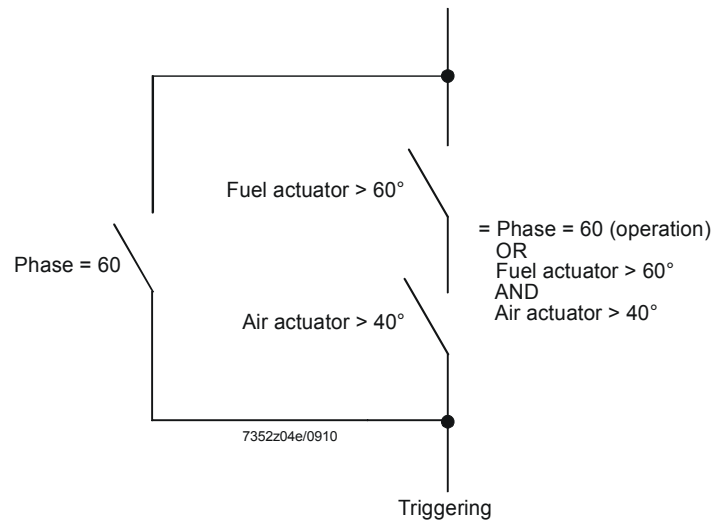 Fuel actuator > 60°
= Phase = 60 (operation)
OR
Fuel actuator > 60°
AND
Air actuator > 40°
Phase = 60
Air actuator > 40°
7352z04e/0910
Triggering